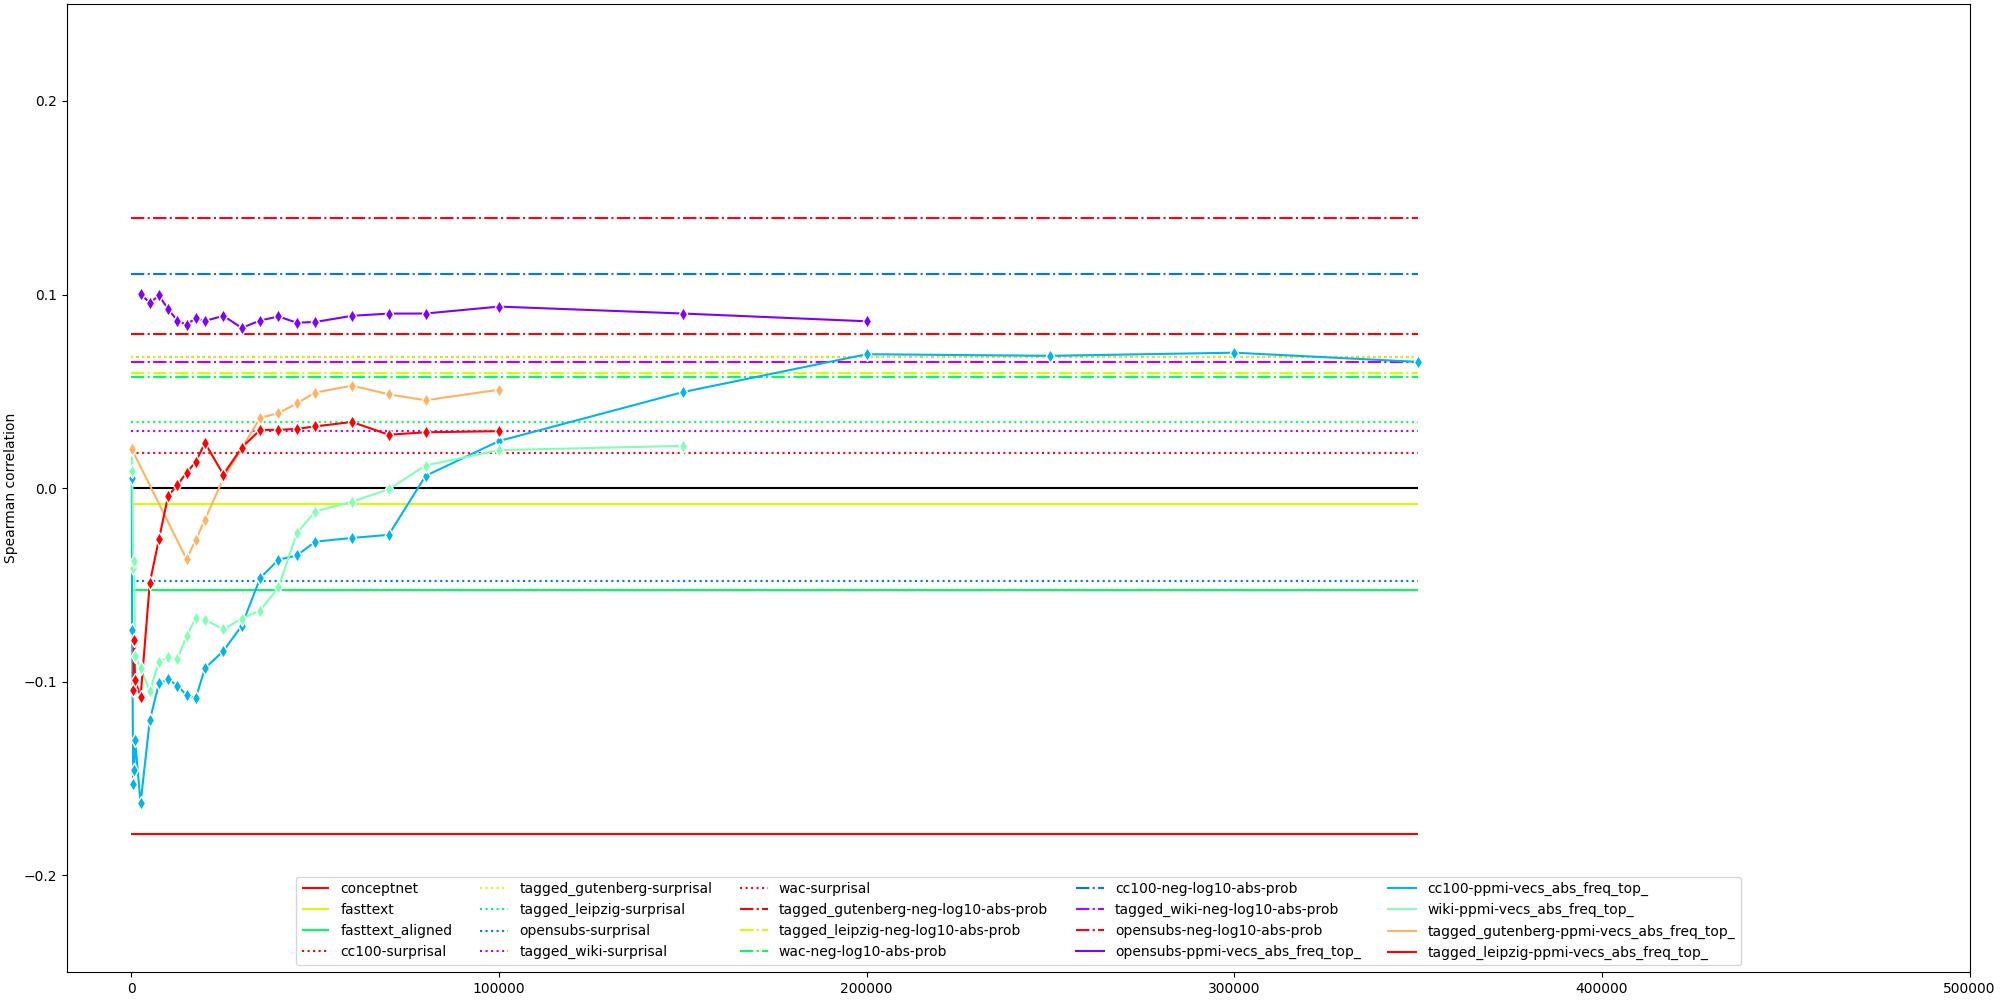 Spearman correlation
0.2
0.1
0.0
−0.1
−0.2
0
100000
200000
300000
400000
500000
conceptnet
fasttext
fasttext_aligned
cc100-surprisal
tagged_gutenberg-surprisal
tagged_leipzig-surprisal
opensubs-surprisal
tagged_wiki-surprisal
wac-surprisal
tagged_gutenberg-neg-log10-abs-prob
tagged_leipzig-neg-log10-abs-prob
wac-neg-log10-abs-prob
cc100-neg-log10-abs-prob
tagged_wiki-neg-log10-abs-prob
opensubs-neg-log10-abs-prob
opensubs-ppmi-vecs_abs_freq_top_
cc100-ppmi-vecs_abs_freq_top_
wiki-ppmi-vecs_abs_freq_top_
tagged_gutenberg-ppmi-vecs_abs_freq_top_
tagged_leipzig-ppmi-vecs_abs_freq_top_